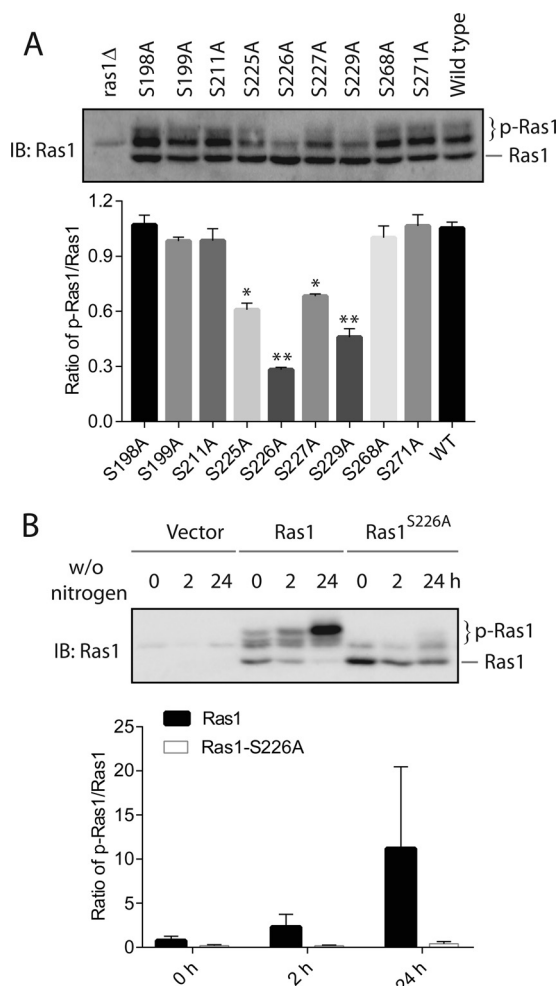 A
ras1Δ S198A S199A S211A S225A S226A S227A S229A S268A S271A Wild type
IB: Ras1
p-Ras1
Ras1
Ratio of p-Ras1/Ras1
1.2
0.9
0.6
0.3
0.0
* ** * **
S198A S199A S211A S225A S226A S227A S229A S268A S271A WT
B
Vector Ras1 Ras1S226A
w/o nitrogen
0 2 24 0 2 24 0 2 24 h
IB: Ras1
p-Ras1
Ras1
Ratio of p-Ras1/Ras1
Ras1
Ras1-S226A
25
20
15
10
5
0
0 h 2 h 24 h